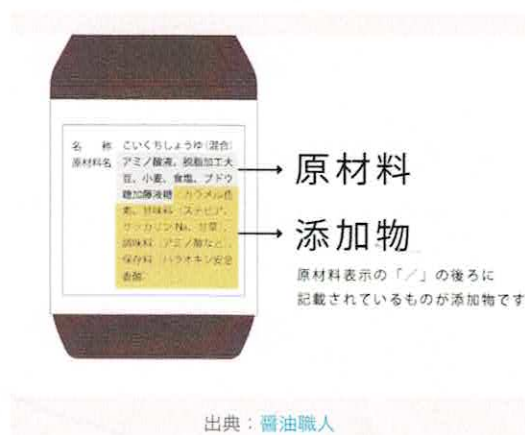 名　称　こいくちしょうゆ(混合)
原材料名　アミノ酸液、脱脂加工大
豆、小麦、食塩、ブドウ
糖加藤液糖／カラメル色
素、甘味料（ステビア、
サッカリンNa、甘草）、
調味料（アミノ酸など）、
保存料（パラオキシ安息
香酸）
原材料
添加物
原材料表示の「／」の後ろに
記載されているものが添加物です
出典：醤油職人